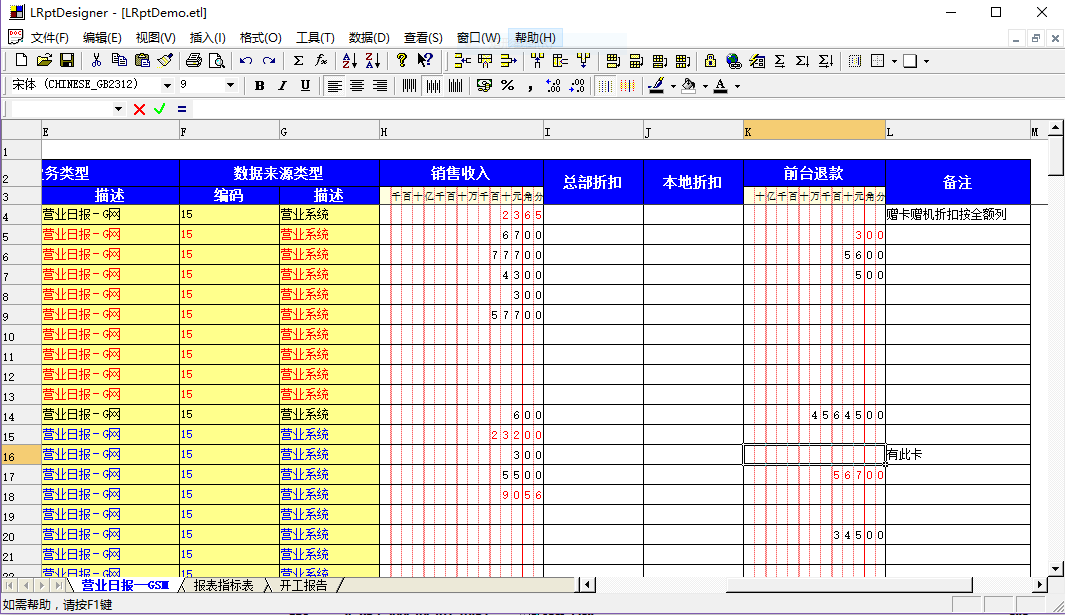 LRptDesigner - [LRptDemo.etl]
文件(F) 编辑(E) 视图(V) 插入(I) 格式(O) 工具(T) 数据(D) 查看(S) 窗口(W) 帮助(H)
宋体 (CHINESE_GB2312) 9 B I U
E F G H I J K L M
1
2 务类型 数据来源类型 销售收入 总部折扣 本地折扣 前台退款 备注
3 描述 编码 描述 千百十亿千百十万千百十元角分 十亿千百十万千百十元角分
4 营业日报-G网 15 营业系统 2365 赠卡赠机折扣按全额列
5 营业日报-G网 15 营业系统 6700 300
6 营业日报-G网 15 营业系统 77700 5600
7 营业日报-G网 15 营业系统 4300 500
8 营业日报-G网 15 营业系统 300
9 营业日报-G网 15 营业系统 57700
10 营业日报-G网 15 营业系统
11 营业日报-G网 15 营业系统
12 营业日报-G网 15 营业系统
13 营业日报-G网 15 营业系统
14 营业日报-G网 15 营业系统 600 4564500
15 营业日报-G网 15 营业系统 23200
16 营业日报-G网 15 营业系统 300 有此卡
17 营业日报-G网 15 营业系统 5500 56700
18 营业日报-G网 15 营业系统 9056
19 营业日报-G网 15 营业系统
20 营业日报-G网 15 营业系统 34500
21 营业日报-G网 15 营业系统
营业日报-G网 15 营业系统
营业日报—GSM 报表指标表 开工报告
如需帮助，请按F1键